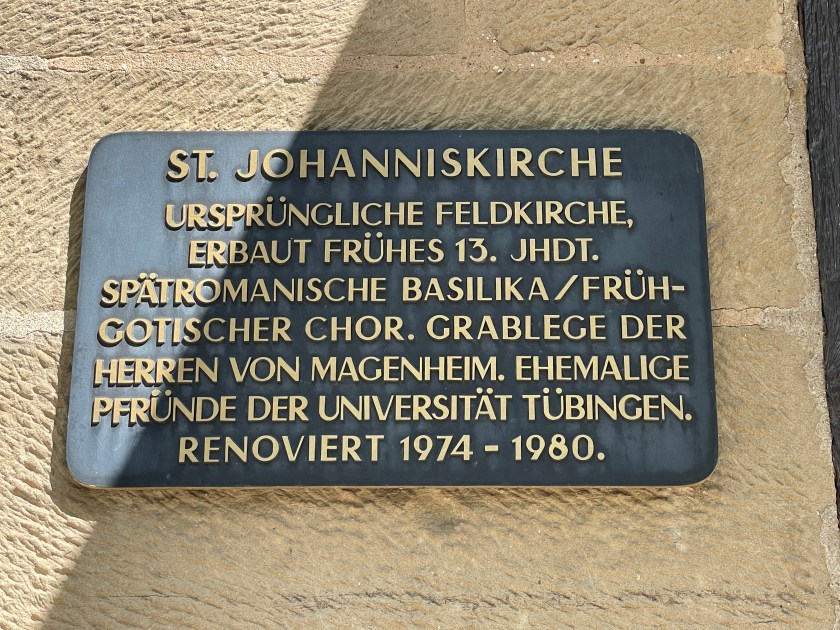 ST. JOHANNISKIRCHE
URSPRÜNGLICHE FELDKIRCHE,
ERBAUT FRÜHES 13. JHDT.
SPÄTROMANISCHE BASILIKA/FRÜH-
GOTISCHER CHOR. GRABLEGE DER
HERREN VON MAGENHEIM. EHEMALIGE
PFRÜNDE DER UNIVERSITÄT TÜBINGEN.
RENOVIERT 1974 - 1980.